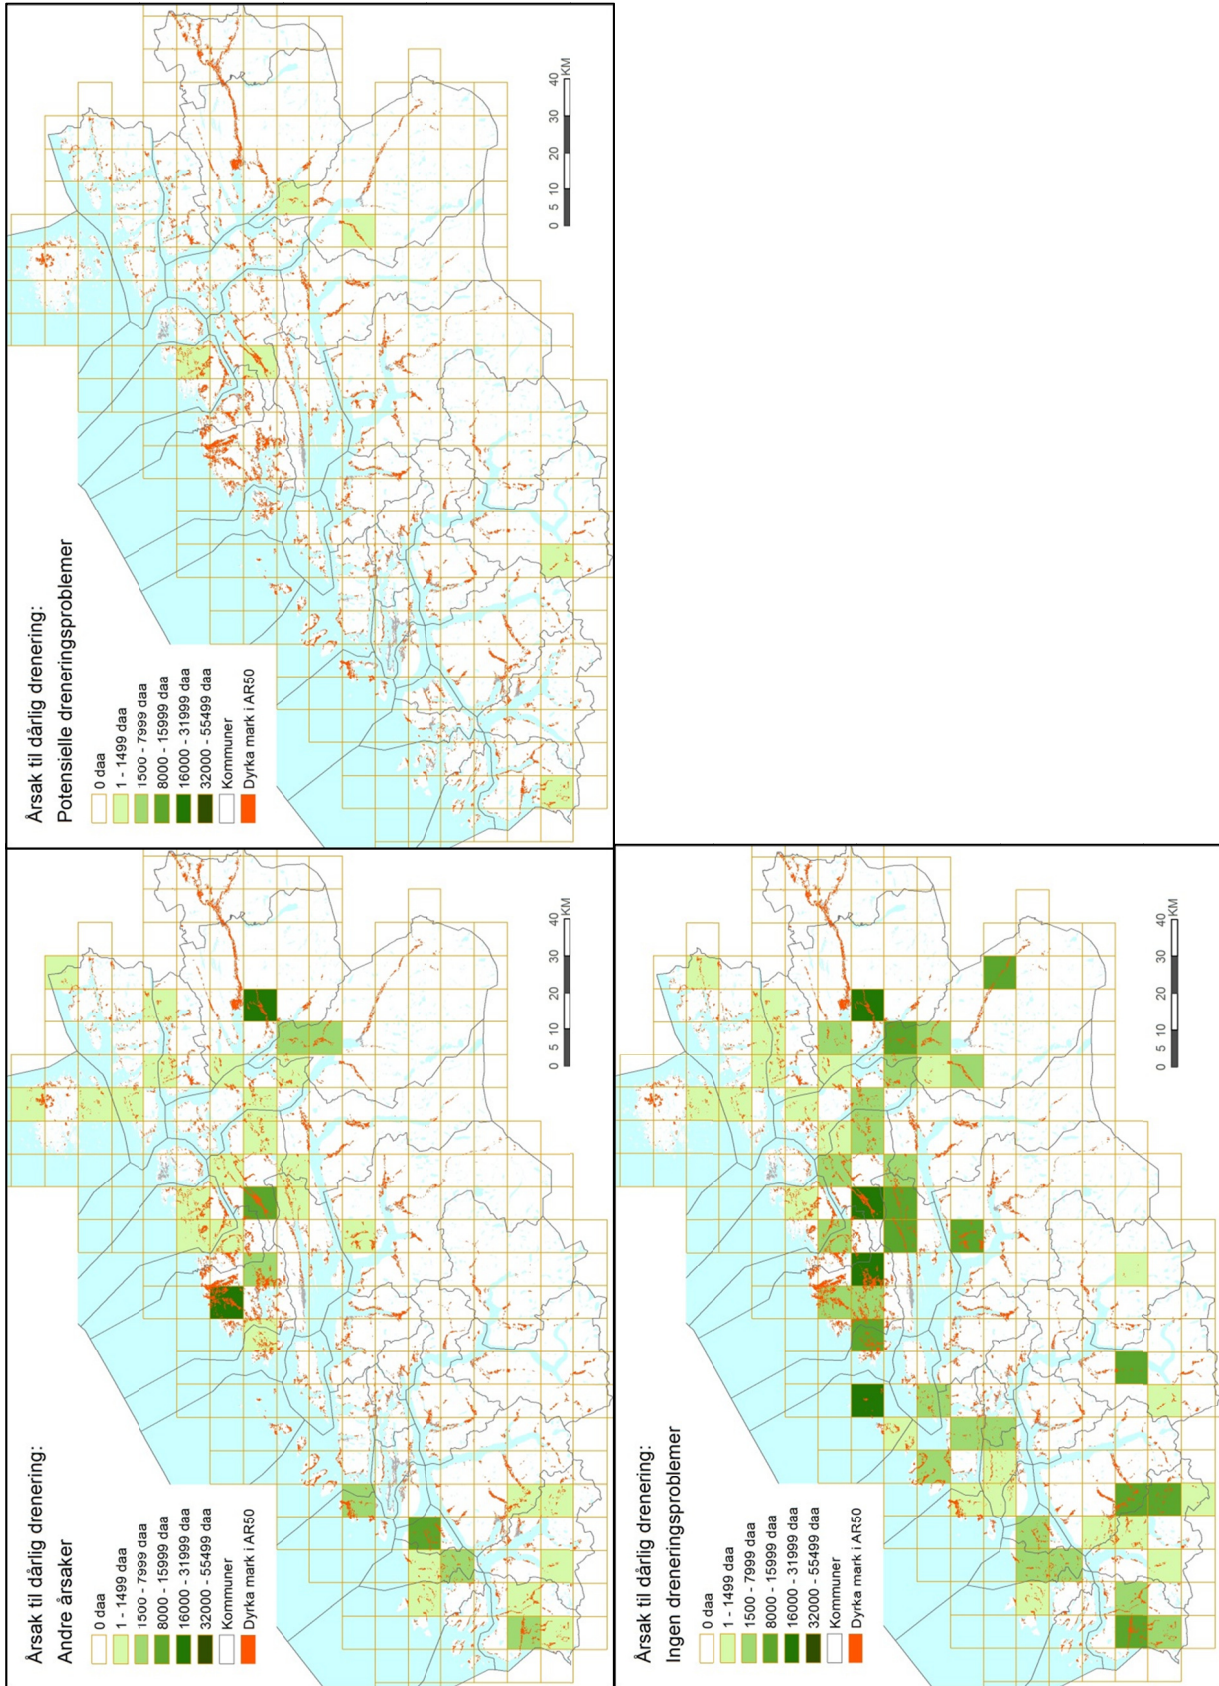 Årsak til dårlig drenering:
Andre årsaker
0 daa
1 - 1499 daa
1500 - 7999 daa
8000 - 15999 daa
16000 - 31999 daa
32000 - 55499 daa
Kommuner
Dyrka mark i AR50
0 5 10 20 30 40
KM
Årsak til dårlig drenering:
Potensielle dreneringsproblemer
0 daa
1 - 1499 daa
1500 - 7999 daa
8000 - 15999 daa
16000 - 31999 daa
32000 - 55499 daa
Kommuner
Dyrka mark i AR50
0 5 10 20 30 40
KM
Årsak til dårlig drenering:
Ingen dreneringsproblemer
0 daa
1 - 1499 daa
1500 - 7999 daa
8000 - 15999 daa
16000 - 31999 daa
32000 - 55499 daa
Kommuner
Dyrka mark i AR50
0 5 10 20 30 40
KM